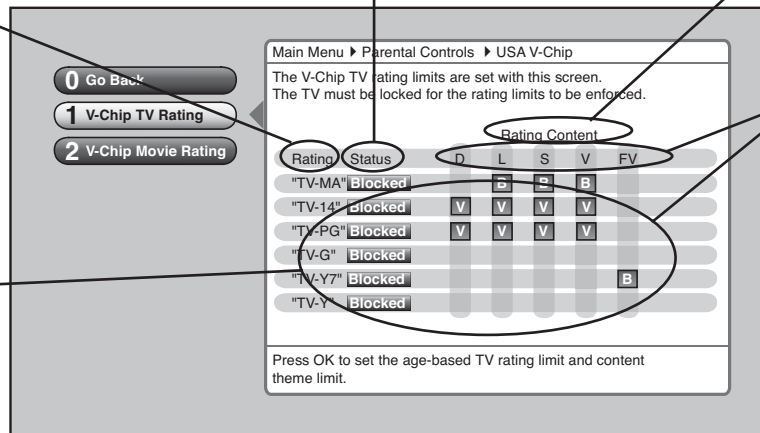 Main Menu ▶ Parental Controls ▶ USA V-Chip
0 Go Back
1 V-Chip TV Rating
2 V-Chip Movie Rating
The V-Chip TV rating limits are set with this screen.
The TV must be locked for the rating limits to be enforced.
Rating Content
Rating Status D L S V FV
"TV-MA" Blocked B B B
"TV-14" Blocked V V V V
"TV-PG" Blocked V V V V
"TV-G" Blocked
"TV-Y7" Blocked B
"TV-Y" Blocked
Press OK to set the age-based TV rating limit and content
theme limit.